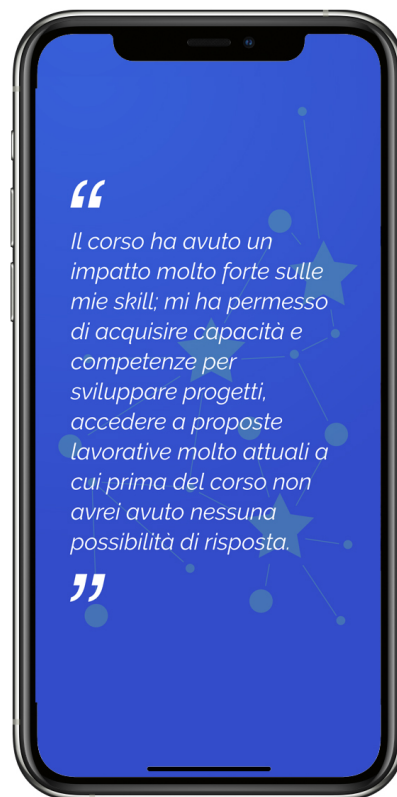 “
Il corso ha avuto un
impatto molto forte sulle
mie skill; mi ha permesso
di acquisire capacità e
competenze per
sviluppare progetti,
accedere a proposte
lavorative molto attuali a
cui prima del corso non
avrei avuto nessuna
possibilità di risposta.
”